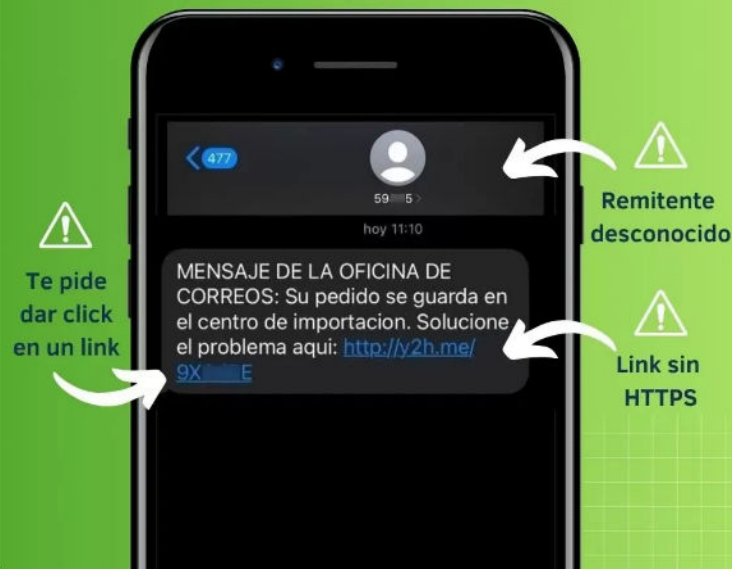 477
59 5 >
hoy 11:10
MENSAJE DE LA OFICINA DE
CORREOS: Su pedido se guarda en
el centro de importacion. Solucione
el problema aqui: http://y2h.me/
9X E
Te pide
dar click
en un link
Remitente
desconocido
Link sin
HTTPS